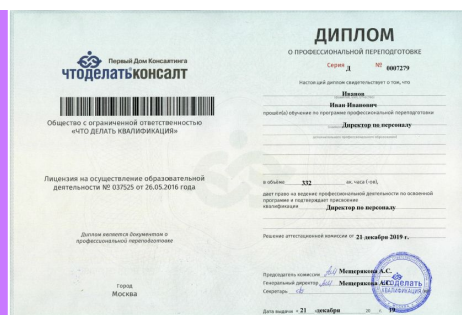 Первый Дом Консалтинга
чтоделатьконсалт
Общество с ограниченной ответственностью
«ЧТО ДЕЛАТЬ КВАЛИФИКАЦИЯ»
Лицензия на осуществление образовательной
деятельности № 037525 от 26.05.2016 года
Диплом является документом о
профессиональной переподготовке
Город
Москва
ДИПЛОМ
О ПРОФЕССИОНАЛЬНОЙ ПЕРЕПОДГОТОВКЕ
Серия Д № 0007279
Настоящий диплом свидетельствует о том, что
Иванов
Иван Иванович
прошёл(а) обучение по программе профессиональной переподготовки
Директор по персоналу
в объёме 332 ак. часа (-ов),
даёт право на ведение профессиональной деятельности по освоенной
программе и подтверждает присвоение
квалификации Директор по персоналу
Решение аттестационной комиссии от 21 декабря 2019 г.
Председатель комиссии Мещерякова А.С.
Генеральный директор Мещерякова А.С.
Секретарь
Дата выдачи « 21 декабря 19